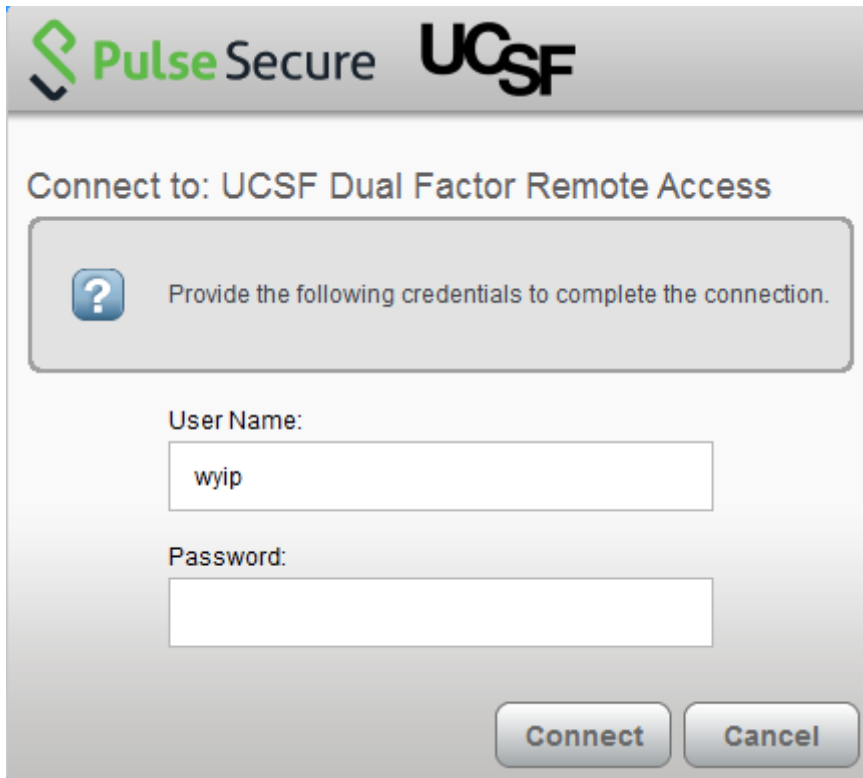 Pulse Secure UCSF
Connect to: UCSF Dual Factor Remote Access
? Provide the following credentials to complete the connection.
User Name:
wyip
Password:
Connect Cancel